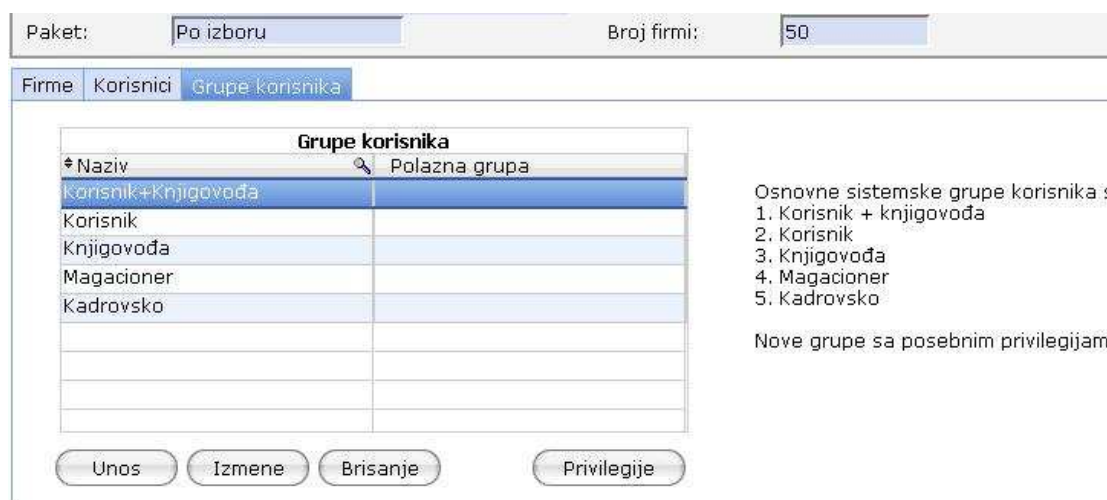 Paket: Po izboru Broj firmi: 50
Firme Korisnici Grupe korisnika
Grupe korisnika
Naziv Polazna grupa
Korisnik+Knjigovođa
Korisnik
Knjigovođa
Magacioner
Kadrovsko
Osnovne sistemske grupe korisnika s
1. Korisnik + knjigovođa
2. Korisnik
3. Knjigovođa
4. Magacioner
5. Kadrovsko
Nove grupe sa posebnim privilegijam
Unos Izmene Brisanje Privilegije